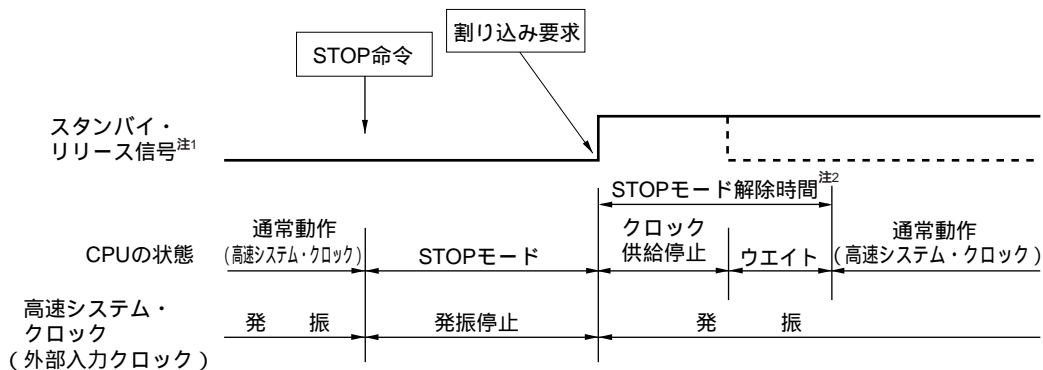 割り込み要求
STOP命令
スタンバイ・
リリース信号注1
STOPモード解除時間注2
CPUの状態
通常動作
(高速システム・クロック)
STOPモード
クロック
供給停止
ウエイト
通常動作
(高速システム・クロック)
高速システム・
クロック
(外部入力クロック)
発 振
発振停止
発 振